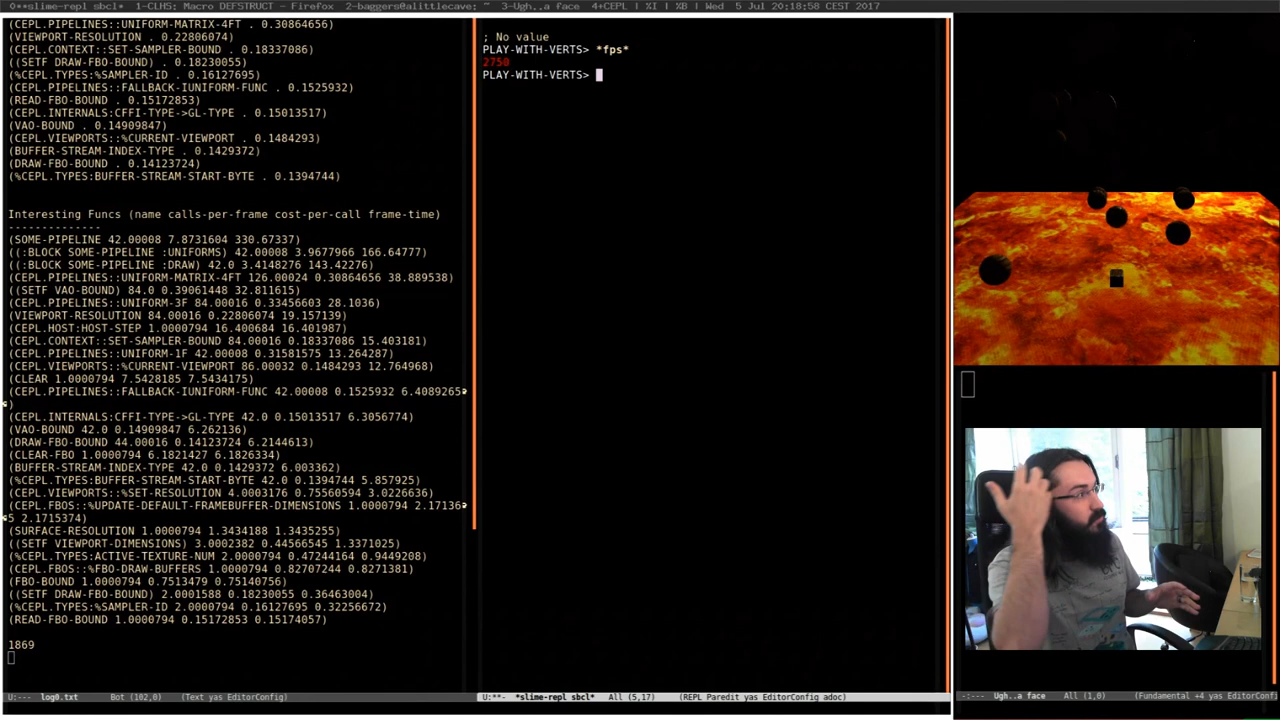 0**slime-repl sbcl*  1-CLHS: Macro DEFSTRUCT - Firefox  2-baggers@alittlecave: ~  3-Ugh..a face  4+CEPL | %I | %B | Wed  5 Jul 20:18:58 CEST 2017
(CEPL.PIPELINES::UNIFORM-MATRIX-4FT . 0.30864656)
(VIEWPORT-RESOLUTION . 0.22806074)
(CEPL.CONTEXT::SET-SAMPLER-BOUND . 0.18337086)
((SETF DRAW-FBO-BOUND) . 0.18230055)
(%CEPL.TYPES:%SAMPLER-ID . 0.16127695)
(CEPL.PIPELINES::FALLBACK-IUNIFORM-FUNC . 0.1525932)
(READ-FBO-BOUND . 0.15172853)
(CEPL.INTERNALS:CFFI-TYPE->GL-TYPE . 0.15013517)
(VAO-BOUND . 0.14909847)
(CEPL.VIEWPORTS::%CURRENT-VIEWPORT . 0.1484293)
(BUFFER-STREAM-INDEX-TYPE . 0.1429372)
(DRAW-FBO-BOUND . 0.14123724)
(%CEPL.TYPES:BUFFER-STREAM-START-BYTE . 0.1394744)
Interesting Funcs (name calls-per-frame cost-per-call frame-time)
--------------
(SOME-PIPELINE 42.00008 7.8731604 330.67337)
((:BLOCK SOME-PIPELINE :UNIFORMS) 42.00008 3.9677966 166.64777)
((:BLOCK SOME-PIPELINE :DRAW) 42.0 3.4148276 143.42276)
(CEPL.PIPELINES::UNIFORM-MATRIX-4FT 126.00024 0.30864656 38.889538)
((SETF VAO-BOUND) 84.0 0.39061448 32.811615)
(CEPL.PIPELINES::UNIFORM-3F 84.00016 0.33456603 28.1036)
(VIEWPORT-RESOLUTION 84.00016 0.22806074 19.157139)
(CEPL.HOST:HOST-STEP 1.0000794 16.400684 16.401987)
(CEPL.CONTEXT::SET-SAMPLER-BOUND 84.00016 0.18337086 15.403181)
(CEPL.PIPELINES::UNIFORM-1F 42.00008 0.31581575 13.264287)
(CEPL.VIEWPORTS::%CURRENT-VIEWPORT 86.00032 0.1484293 12.764968)
(CLEAR 1.0000794 7.5428185 7.5434175)
(CEPL.PIPELINES::FALLBACK-IUNIFORM-FUNC 42.00008 0.1525932 6.4089265
)
(CEPL.INTERNALS:CFFI-TYPE->GL-TYPE 42.0 0.15013517 6.3056774)
(VAO-BOUND 42.0 0.14909847 6.262136)
(DRAW-FBO-BOUND 44.00016 0.14123724 6.2144613)
(CLEAR-FBO 1.0000794 6.1821427 6.1826334)
(BUFFER-STREAM-INDEX-TYPE 42.0 0.1429372 6.003362)
(%CEPL.TYPES:BUFFER-STREAM-START-BYTE 42.0 0.1394744 5.857925)
(CEPL.VIEWPORTS::%SET-RESOLUTION 4.0003176 0.75560594 3.0226636)
(CEPL.FBOS::%UPDATE-DEFAULT-FRAMEBUFFER-DIMENSIONS 1.0000794 2.17136
5 2.1715374)
(SURFACE-RESOLUTION 1.0000794 1.3434188 1.3435255)
((SETF VIEWPORT-DIMENSIONS) 3.0002382 0.44566545 1.3371025)
(%CEPL.TYPES:ACTIVE-TEXTURE-NUM 2.0000794 0.47244164 0.9449208)
(CEPL.FBOS::%FBO-DRAW-BUFFERS 1.0000794 0.82707244 0.8271381)
(FBO-BOUND 1.0000794 0.7513479 0.75140756)
((SETF DRAW-FBO-BOUND) 2.0001588 0.18230055 0.36463004)
(%CEPL.TYPES:%SAMPLER-ID 2.0000794 0.16127695 0.32256672)
(READ-FBO-BOUND 1.0000794 0.15172853 0.15174057)
1869
U:---  log0.txt       Bot (102,0)    (Text yas EditorConfig)
; No value
PLAY-WITH-VERTS> *fps*
2750
PLAY-WITH-VERTS>
U:**-  *slime-repl sbcl*   All (5,17)     (REPL Paredit yas EditorConfig adoc)
-:---  Ugh..a face    All (1,0)      (Fundamental +4 yas EditorConfi